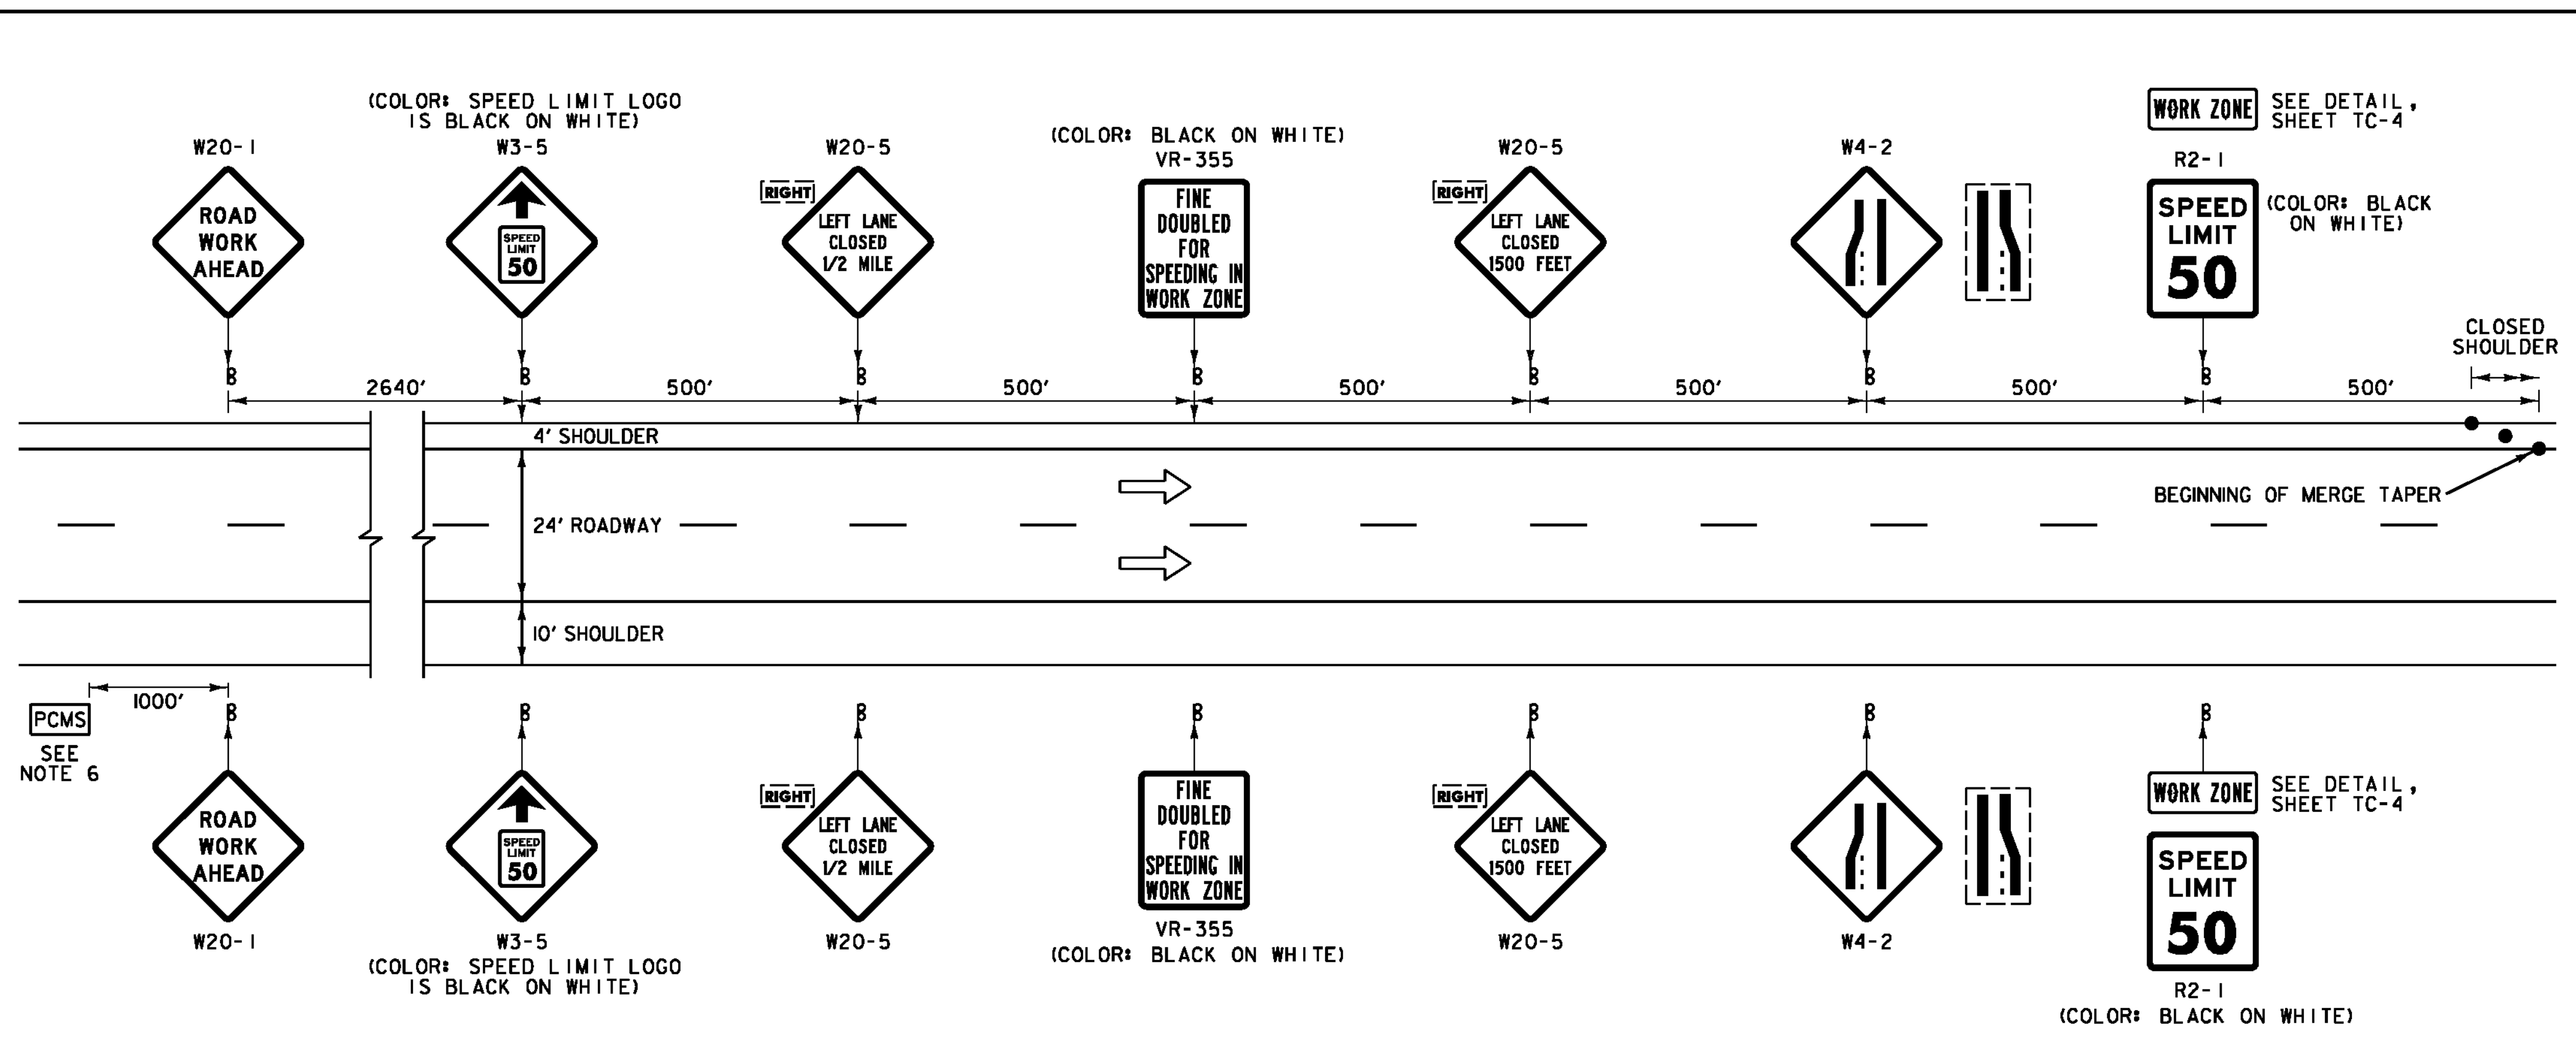 (COLOR: SPEED LIMIT LOGO
IS BLACK ON WHITE)
(COLOR: BLACK ON WHITE)
WORK ZONE
SEE DETAIL,
SHEET TC-4
W20-1
W3-5
W20-5
VR-355
W20-5
W4-2
R2-1
ROAD
WORK
AHEAD
SPEED
LIMIT
50
RIGHT
LEFT LANE
CLOSED
1/2 MILE
FINE
DOUBLED
FOR
SPEEDING IN
WORK ZONE
RIGHT
LEFT LANE
CLOSED
1500 FEET
SPEED
LIMIT
50
(COLOR: BLACK
ON WHITE)
CLOSED
SHOULDER
B
B
B
B
B
B
B
2640'
500'
500'
500'
500'
500'
500'
4' SHOULDER
24' ROADWAY
BEGINNING OF MERGE TAPER
10' SHOULDER
1000'
PCMS
SEE
NOTE 6
B
B
B
B
B
B
B
ROAD
WORK
AHEAD
SPEED
LIMIT
50
RIGHT
LEFT LANE
CLOSED
1/2 MILE
FINE
DOUBLED
FOR
SPEEDING IN
WORK ZONE
RIGHT
LEFT LANE
CLOSED
1500 FEET
WORK ZONE
SEE DETAIL,
SHEET TC-4
SPEED
LIMIT
50
W20-1
W3-5
W20-5
VR-355
W20-5
W4-2
R2-1
(COLOR: SPEED LIMIT LOGO
IS BLACK ON WHITE)
(COLOR: BLACK ON WHITE)
(COLOR: BLACK ON WHITE)